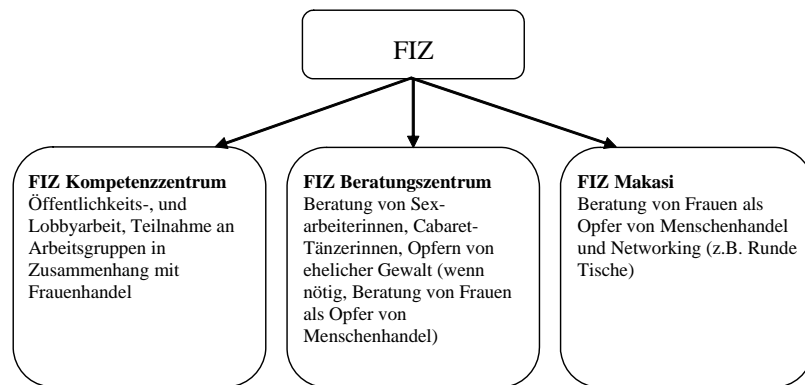 FIZ
FIZ Kompetenzzentrum
Öffentlichkeits-, und
Lobbyarbeit, Teilnahme an
Arbeitsgruppen in
Zusammenhang mit
Frauenhandel
FIZ Beratungszentrum
Beratung von Sex-
arbeiterinnen, Cabaret-
Tänzerinnen, Opfern von
ehelicher Gewalt (wenn
nötig, Beratung von Frauen
als Opfer von
Menschenhandel)
FIZ Makasi
Beratung von Frauen als
Opfer von Menschenhandel
und Networking (z.B. Runde
Tische)